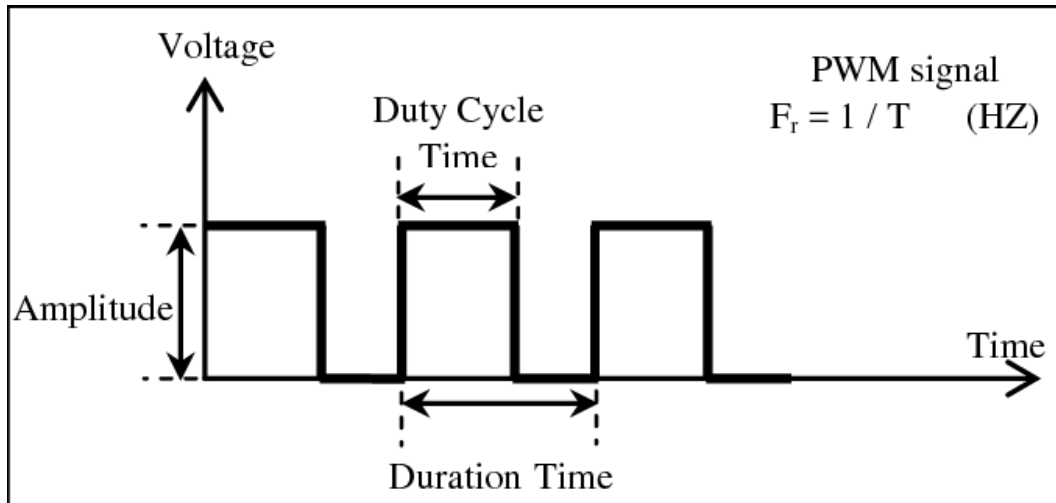 Voltage
PWM signal
Fᵣ = 1 / T (HZ)
Duty Cycle
Time
Amplitude
Time
Duration Time